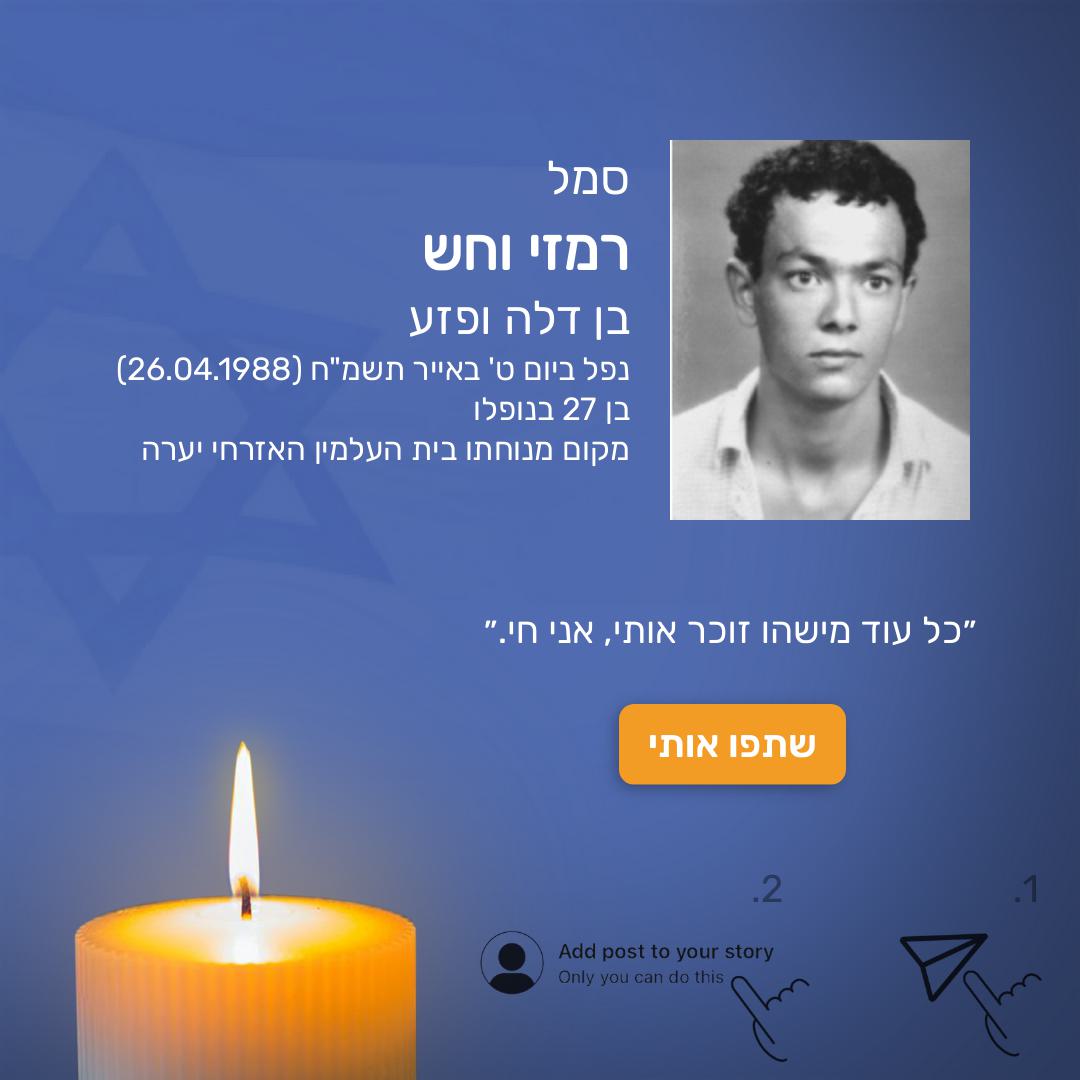 סמל
רמזי וחש
בן דלה ופזע
נפל ביום ט' באייר תשמ"ח (26.04.1988)
בן 27 בנופלו
מקום מנוחתו בית העלמין האזרחי יערה
״כל עוד מישהו זוכר אותי, אני חי.״
שתפו אותי
.1
.2
Add post to your story
Only you can do this